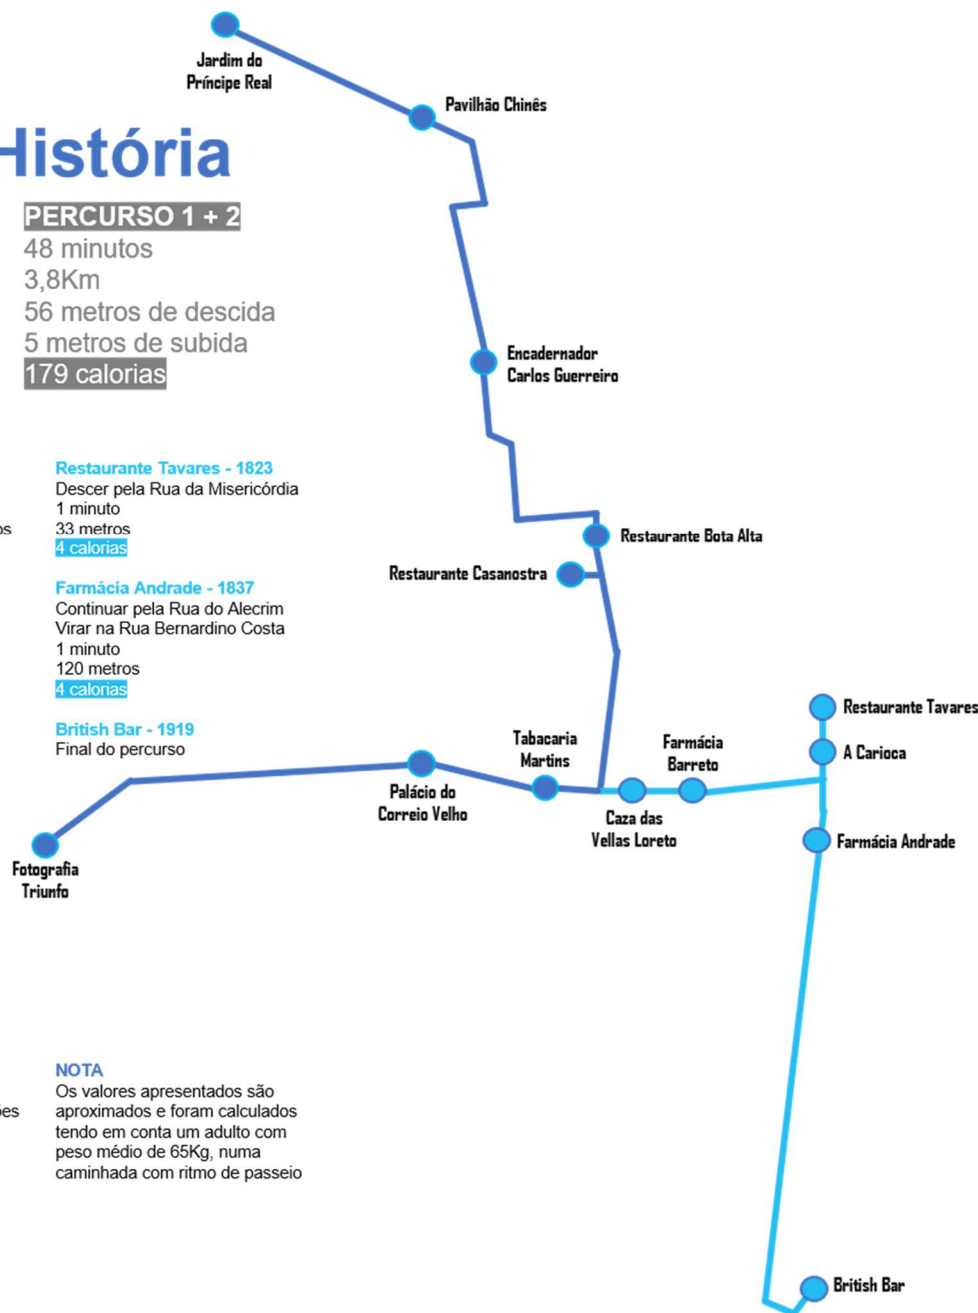 Jardim do
Príncipe Real
Pavilhão Chinês
História
PERCURSO 1 + 2
48 minutos
3,8Km
56 metros de descida
5 metros de subida
179 calorias
Encadernador
Carlos Guerreiro
Restaurante Tavares - 1823
Descer pela Rua da Misericórdia
1 minuto
33 metros
4 calorias
Restaurante Bota Alta
Restaurante Casanostra
Farmácia Andrade - 1837
Continuar pela Rua do Alecrim
Virar na Rua Bernardino Costa
1 minuto
120 metros
4 calorias
British Bar - 1919
Final do percurso
Restaurante Tavares
A Carioca
Tabacaria
Martins
Farmácia
Barreto
Palácio do
Correio Velho
Caza das
Vellas Loreto
Farmácia Andrade
Fotografia
Triunfo
NOTA
Os valores apresentados são
aproximados e foram calculados
tendo em conta um adulto com
peso médio de 65Kg, numa
caminhada com ritmo de passeio
British Bar